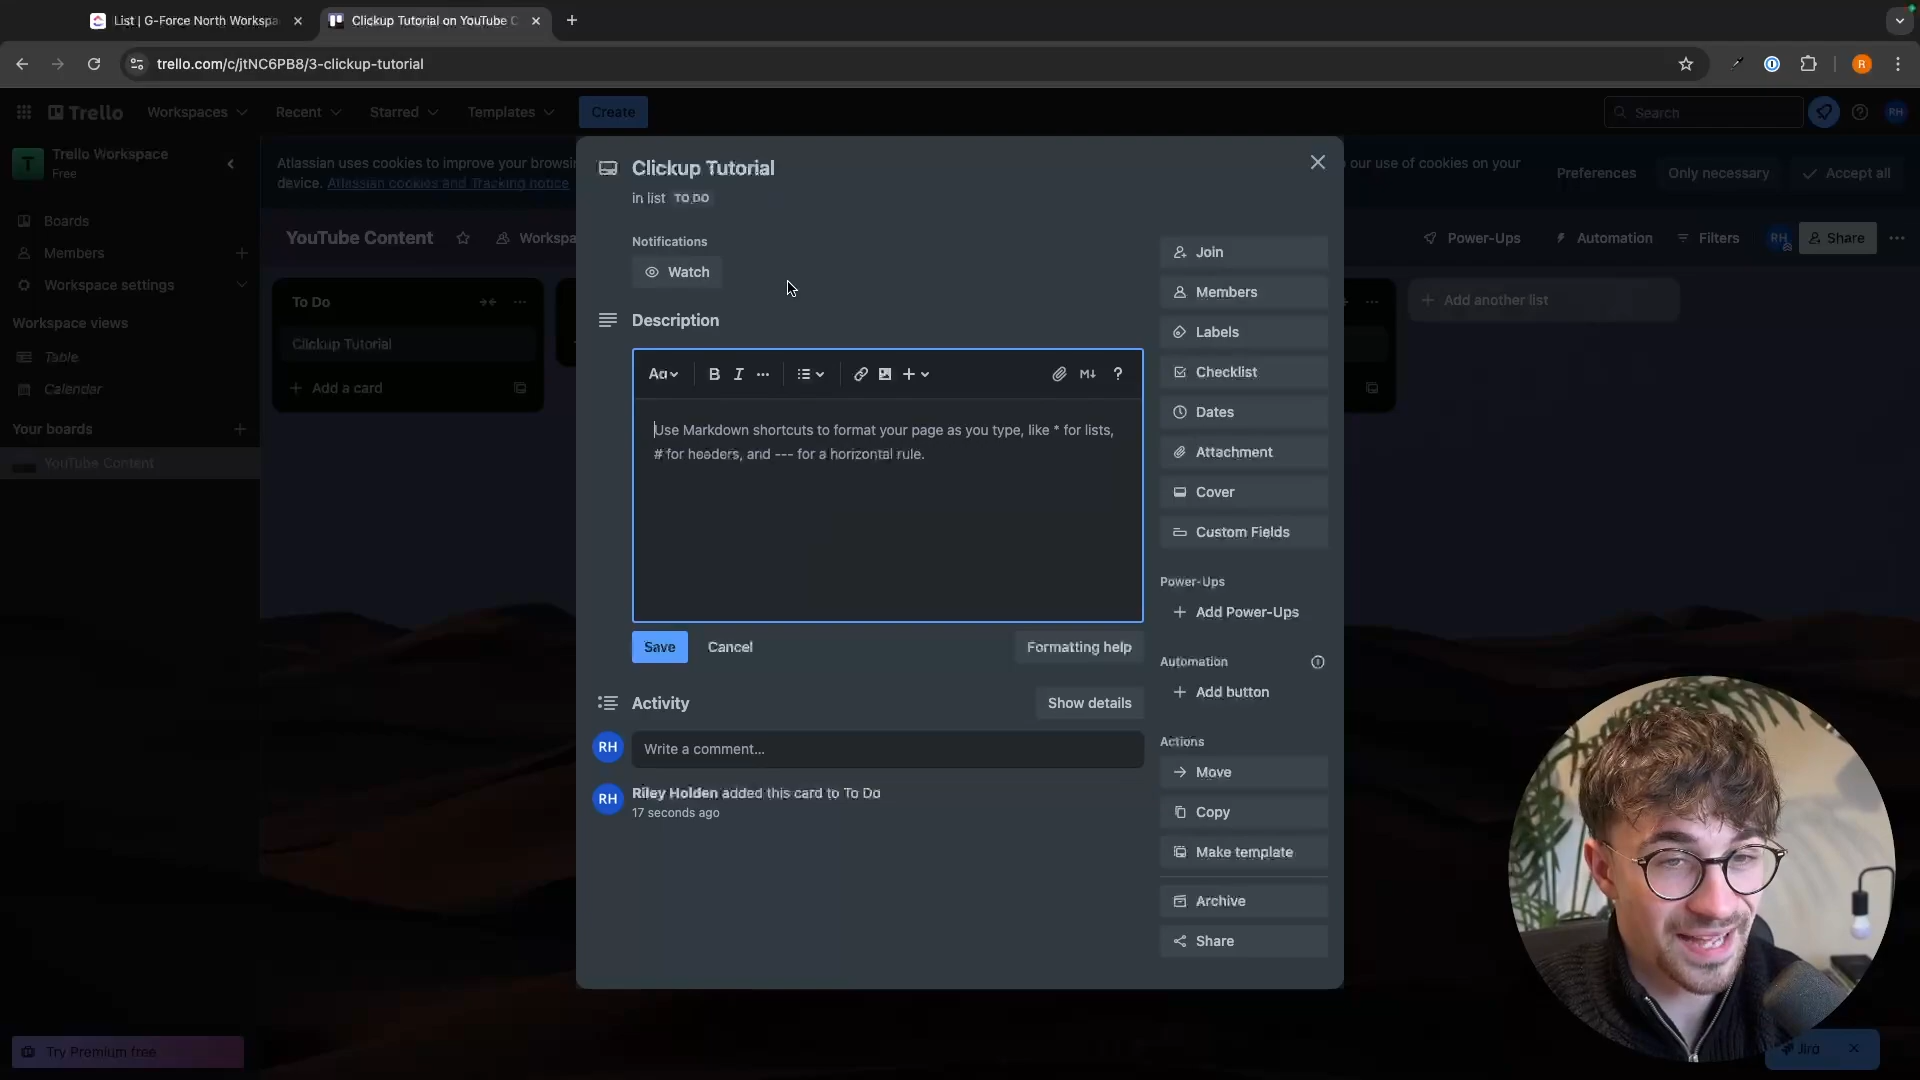 List | G-Force North Workspa
Clickup Tutorial on YouTube C
trello.com/c/jtNC6PB8/3-clickup-tutorial
R
Trello
Workspaces
Recent
Starred
Templates
Create
Search
RH
T
Trello Workspace
Free
Atlassian uses cookies to improve your browsin
our use of cookies on your
device. Atlassian cookies and Tracking notice
Preferences
Only necessary
Accept all
Boards
Members
Workspace settings
Workspace views
Table
Calendar
Your boards
YouTube Content
YouTube Content
Workspa
Power-Ups
Automation
Filters
RH
Share
To Do
Clickup Tutorial
Add a card
Add another list
Clickup Tutorial
in list TO DO
Notifications
Watch
Description
Aa
B
I
M
?
Use Markdown shortcuts to format your page as you type, like * for lists,
# for headers, and --- for a horizontal rule.
Save
Cancel
Formatting help
Activity
Show details
RH
Write a comment…
RH
Riley Holden added this card to To Do
17 seconds ago
Join
Members
Labels
Checklist
Dates
Attachment
Cover
Custom Fields
Power-Ups
Add Power-Ups
Automation
Add button
Actions
Move
Copy
Make template
Archive
Share
Try Premium free
Jira